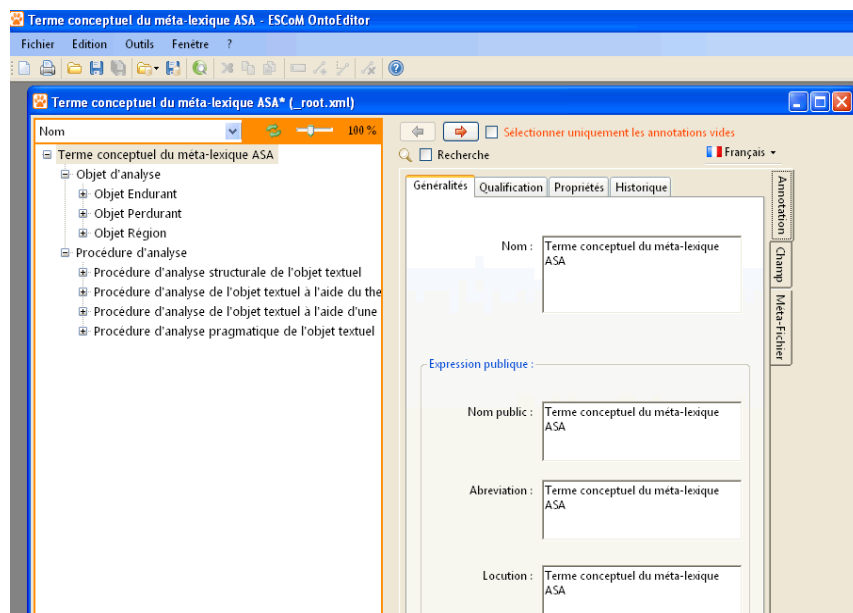 Terme conceptuel du méta-lexique ASA - ESCoM OntoEditor
Fichier Edition Outils Fenêtre ?
Terme conceptuel du méta-lexique ASA* (_root.xml)
Nom
100 %
Sélectionner uniquement les annotations vides
Recherche
Français
Terme conceptuel du méta-lexique ASA
Objet d'analyse
Objet Endurant
Objet Perdurant
Objet Région
Procédure d'analyse
Procédure d'analyse structurale de l'objet textuel
Procédure d'analyse de l'objet textuel à l'aide du the
Procédure d'analyse de l'objet textuel à l'aide d'une
Procédure d'analyse pragmatique de l'objet textuel
Généralités Qualification Propriétés Historique
Nom : Terme conceptuel du méta-lexique
ASA
Expression publique :
Nom public : Terme conceptuel du méta-lexique
ASA
Abreviation : Terme conceptuel du méta-lexique
ASA
Locution : Terme conceptuel du méta-lexique
ASA
Annotation
Champ
Méta-Fichier